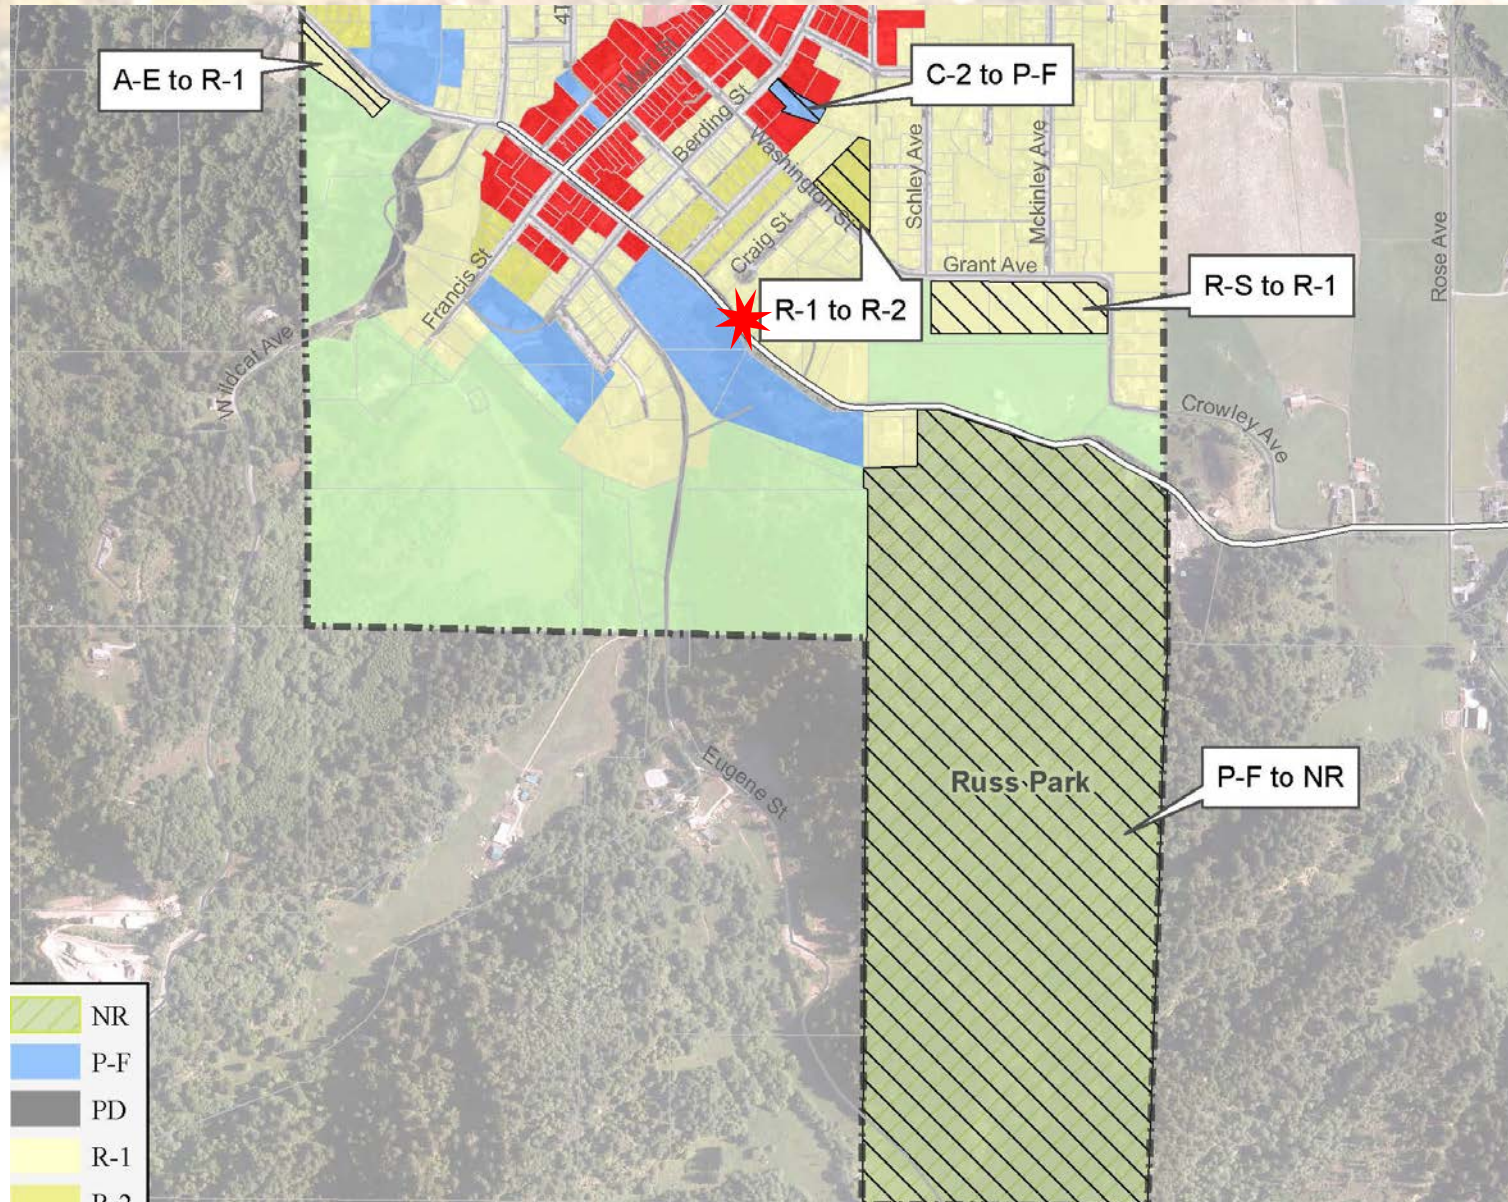 4T
A-E to R-1
Main St
C-2 to P-F
Berding St
Washington St
Schley Ave
Mckinley Ave
Rose Ave
Craig St
Francis St
Grant Ave
R-S to R-1
R-1 to R-2
Wildcat Ave
Crowley Ave
Eugene St
Russ Park
P-F to NR
NR
P-F
PD
R-1
R-2